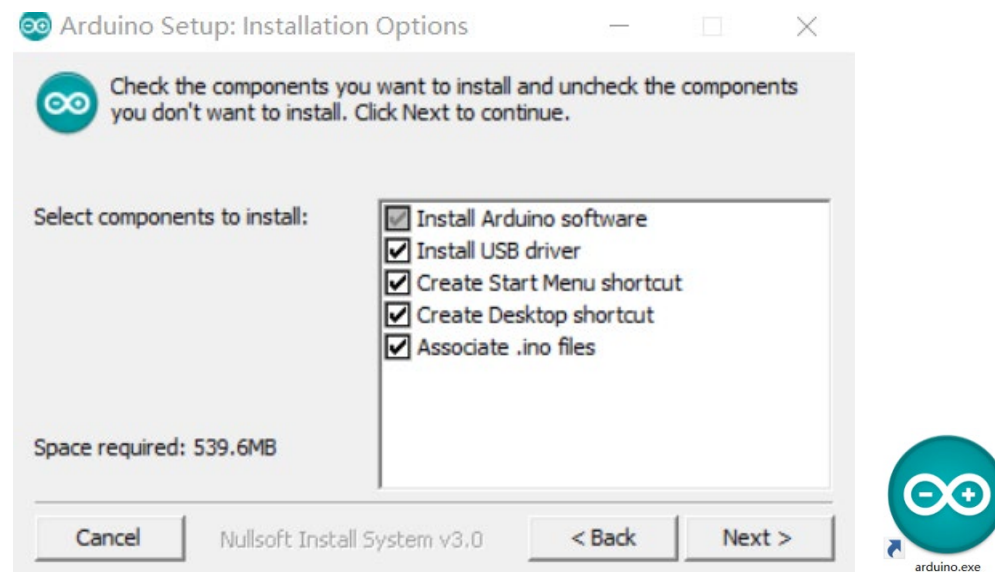 Arduino Setup: Installation Options
Check the components you want to install and uncheck the components
you don't want to install. Click Next to continue.
Select components to install:
Install Arduino software
Install USB driver
Create Start Menu shortcut
Create Desktop shortcut
Associate .ino files
Space required: 539.6MB
Cancel
Nullsoft Install System v3.0
< Back
Next >
arduino.exe